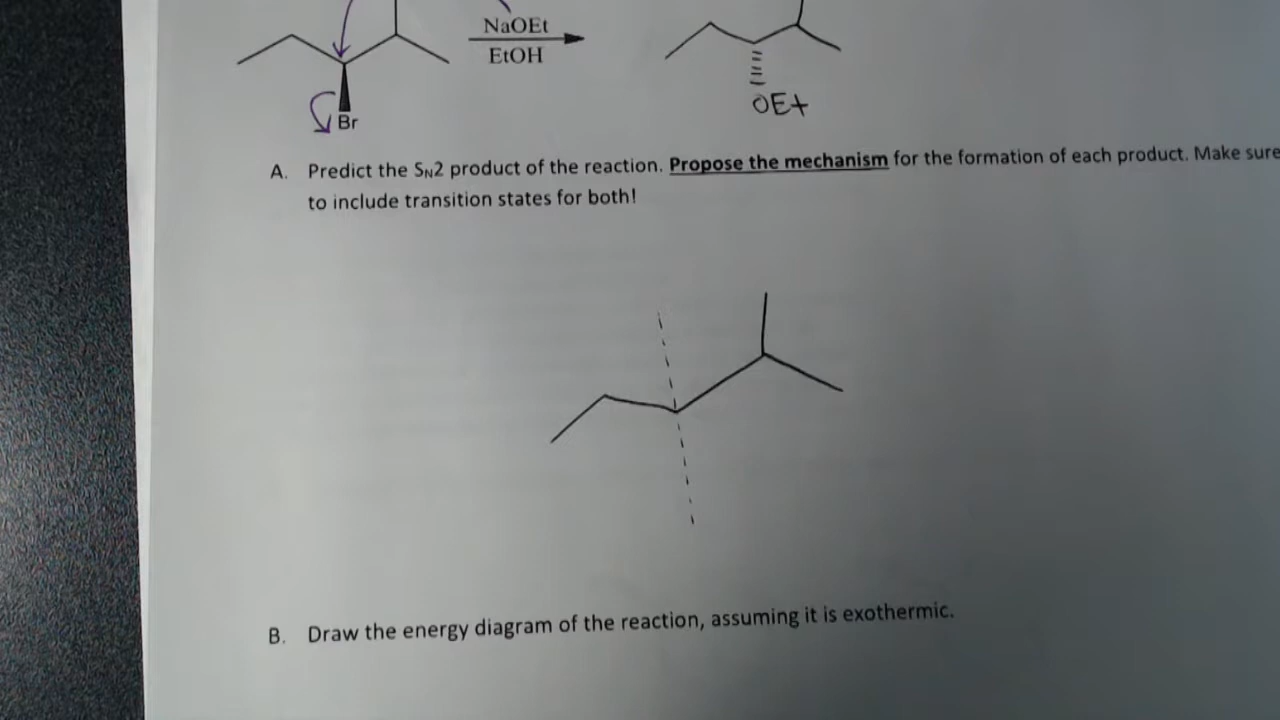 NaOEt
EtOH
Br
OEt
A. Predict the SN2 product of the reaction. Propose the mechanism for the formation of each product. Make sure
to include transition states for both!
B. Draw the energy diagram of the reaction, assuming it is exothermic.